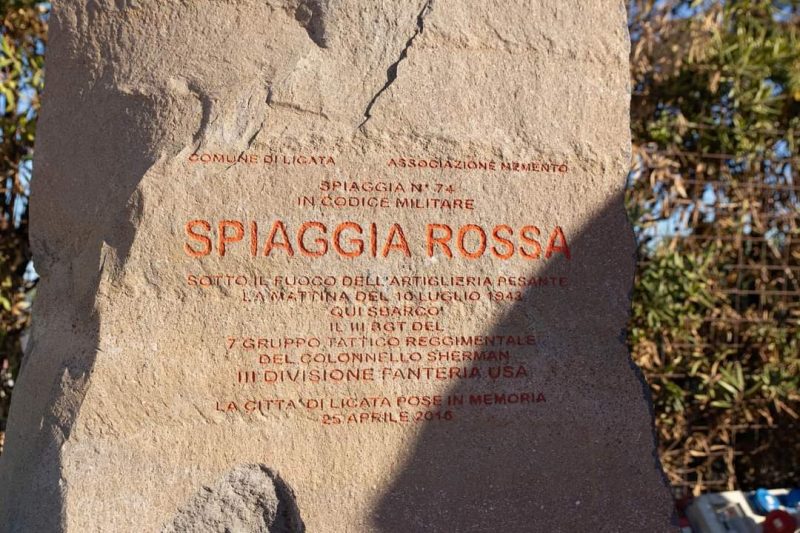 COMUNE DI LICATA ASSOCIAZIONE MEMENTO
SPIAGGIA N° 74
IN CODICE MILITARE
SPIAGGIA ROSSA
SOTTO IL FUOCO DELL'ARTIGLIERIA PESANTE
LA MATTINA DEL 10 LUGLIO 1943
QUI SBARCO'
IL III BGT DEL
7 GRUPPO TATTICO REGGIMENTALE
DEL COLONNELLO SHERMAN
III DIVISIONE FANTERIA USA
LA CITTA' DI LICATA POSE IN MEMORIA
25 APRILE 2015